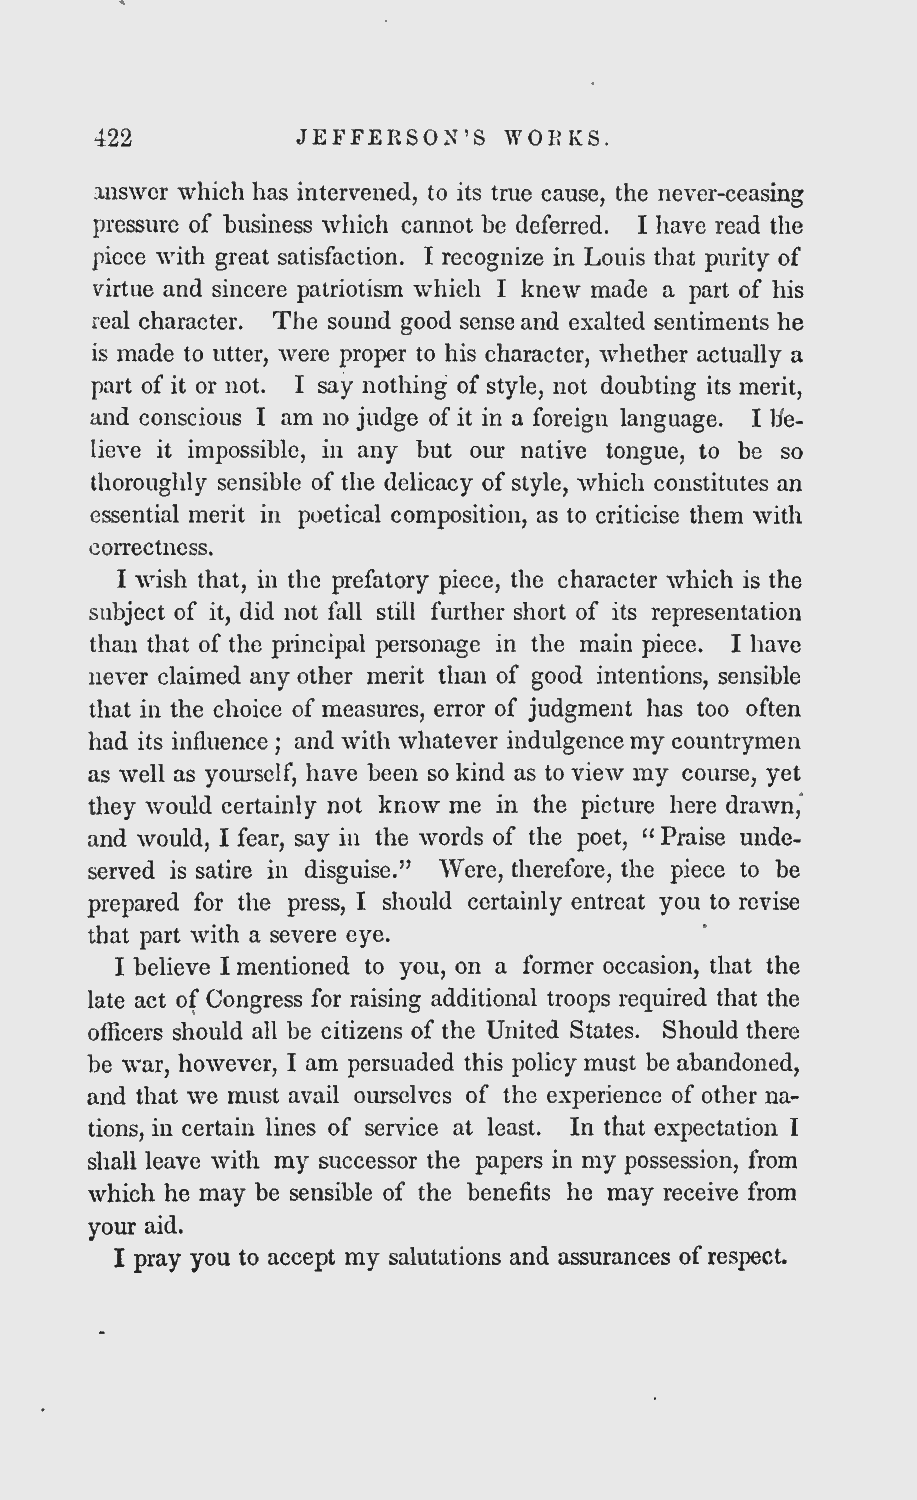 422 JEFFERSON'S WORKS.
answer which has intervened, to its true cause, the never-ceasing
pressure of business which cannot be deferred. I have read the
piece with great satisfaction. I recognize in Louis that purity of
virtue and sincere patriotism which I knew made a part of his
real character. The sound good sense and exalted sentiments he
is made to utter, were proper to his character, whether actually a
part of it or not. I say nothing of style, not doubting its merit,
and conscious I am no judge of it in a foreign language. I be-
lieve it impossible, in any but our native tongue, to be so
thoroughly sensible of the delicacy of style, which constitutes an
essential merit in poetical composition, as to criticise them with
correctness.
I wish that, in the prefatory piece, the character which is the
subject of it, did not fall still further short of its representation
than that of the principal personage in the main piece. I have
never claimed any other merit than of good intentions, sensible
that in the choice of measures, error of judgment has too often
had its influence; and with whatever indulgence my countrymen
as well as yourself, have been so kind as to view my course, yet
they would certainly not know me in the picture here drawn,
and would, I fear, say in the words of the poet, "Praise unde-
served is satire in disguise." Were, therefore, the piece to be
prepared for the press, I should certainly entreat you to revise
that part with a severe eye.
I believe I mentioned to you, on a former occasion, that the
late act of Congress for raising additional troops required that the
officers should all be citizens of the United States. Should there
be war, however, I am persuaded this policy must be abandoned,
and that we must avail ourselves of the experience of other na-
tions, in certain lines of service at least. In that expectation I
shall leave with my successor the papers in my possession, from
which he may be sensible of the benefits he may receive from
your aid.
I pray you to accept my salutations and assurances of respect.